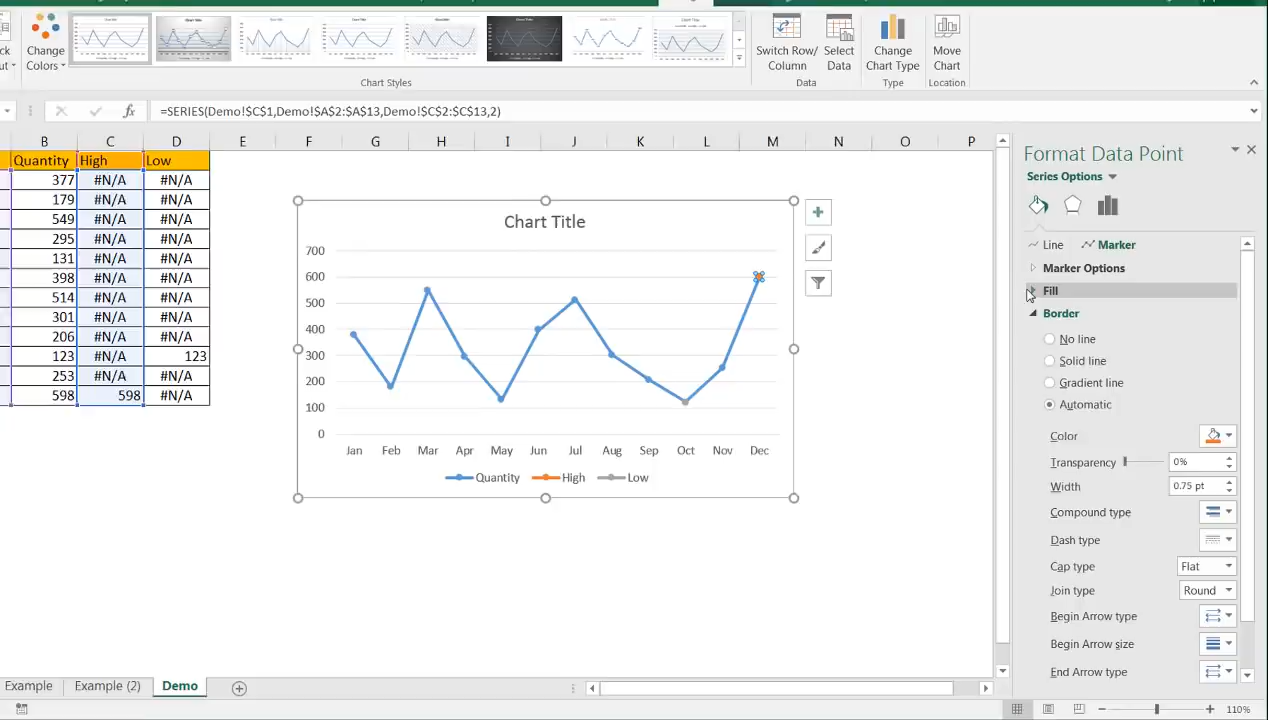 ck
ut
Change
Colors
Switch Row/
Column
Select
Data
Change
Chart Type
Move
Chart
Chart Styles
Data
Type
Location
fx
=SERIES(Demo!$C$1,Demo!$A$2:$A$13,Demo!$C$2:$C$13,2)
B C D E F G H I J K L M N O P
Quantity High Low
377 #N/A #N/A
179 #N/A #N/A
549 #N/A #N/A
295 #N/A #N/A
131 #N/A #N/A
398 #N/A #N/A
514 #N/A #N/A
301 #N/A #N/A
206 #N/A #N/A
123 #N/A 123
253 #N/A #N/A
598 598 #N/A
Chart Title
700
600
500
400
300
200
100
0
Jan Feb Mar Apr May Jun Jul Aug Sep Oct Nov Dec
Quantity High Low
Format Data Point
Series Options
Line Marker
Marker Options
Fill
Border
No line
Solid line
Gradient line
Automatic
Color
Transparency 0%
Width 0.75 pt
Compound type
Dash type
Cap type Flat
Join type Round
Begin Arrow type
Begin Arrow size
End Arrow type
Example Example (2) Demo
110%